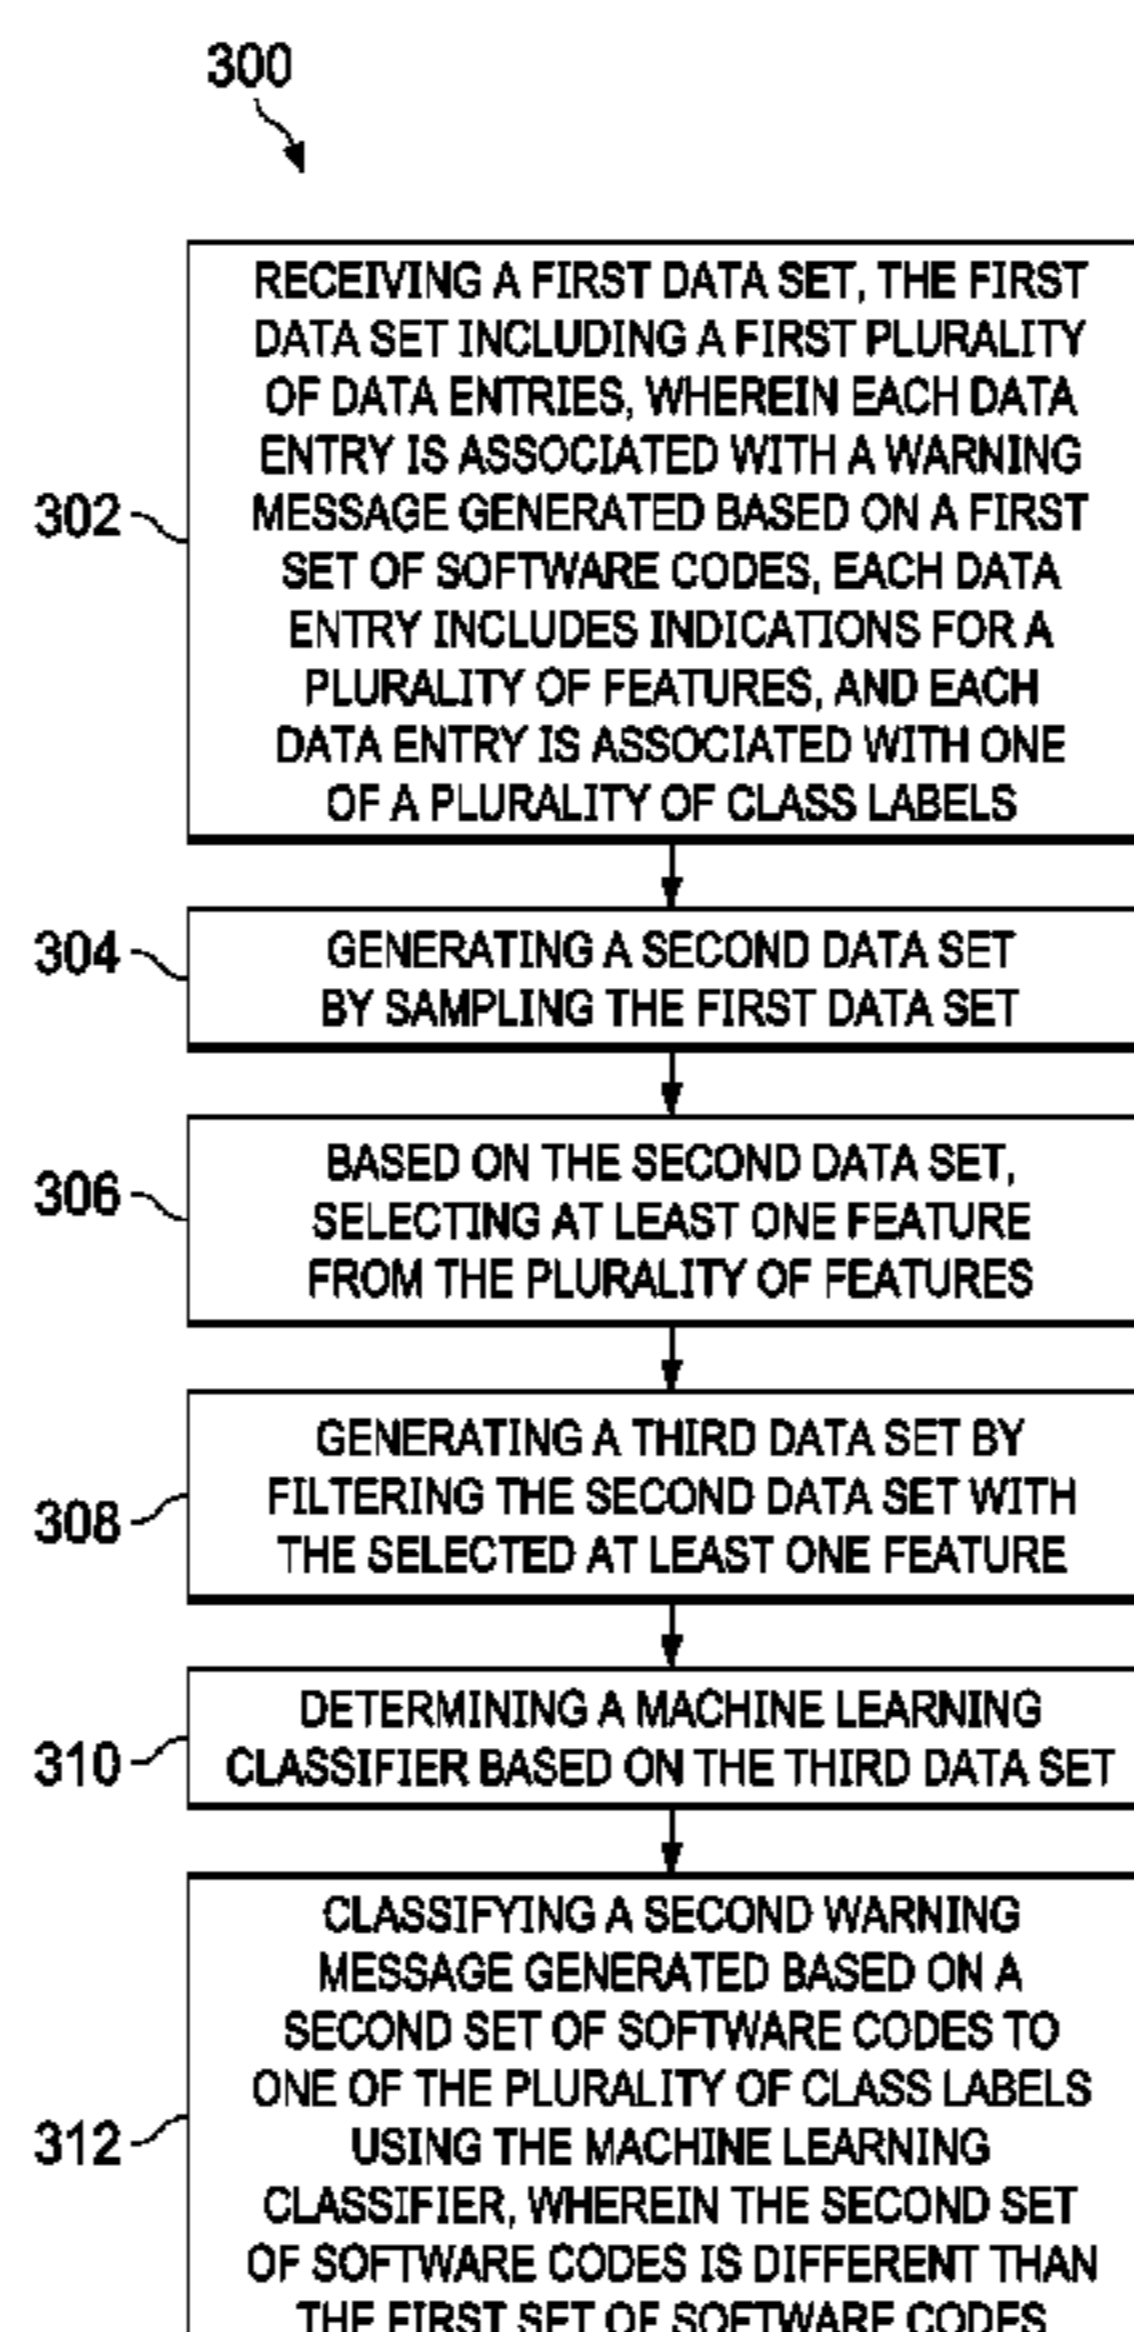 300
302
RECEIVING A FIRST DATA SET, THE FIRST
DATA SET INCLUDING A FIRST PLURALITY
OF DATA ENTRIES, WHEREIN EACH DATA
ENTRY IS ASSOCIATED WITH A WARNING
MESSAGE GENERATED BASED ON A FIRST
SET OF SOFTWARE CODES, EACH DATA
ENTRY INCLUDES INDICATIONS FOR A
PLURALITY OF FEATURES, AND EACH
DATA ENTRY IS ASSOCIATED WITH ONE
OF A PLURALITY OF CLASS LABELS
304
GENERATING A SECOND DATA SET
BY SAMPLING THE FIRST DATA SET
306
BASED ON THE SECOND DATA SET,
SELECTING AT LEAST ONE FEATURE
FROM THE PLURALITY OF FEATURES
308
GENERATING A THIRD DATA SET BY
FILTERING THE SECOND DATA SET WITH
THE SELECTED AT LEAST ONE FEATURE
310
DETERMINING A MACHINE LEARNING
CLASSIFIER BASED ON THE THIRD DATA SET
312
CLASSIFYING A SECOND WARNING
MESSAGE GENERATED BASED ON A
SECOND SET OF SOFTWARE CODES TO
ONE OF THE PLURALITY OF CLASS LABELS
USING THE MACHINE LEARNING
CLASSIFIER, WHEREIN THE SECOND SET
OF SOFTWARE CODES IS DIFFERENT THAN
THE FIRST SET OF SOFTWARE CODES